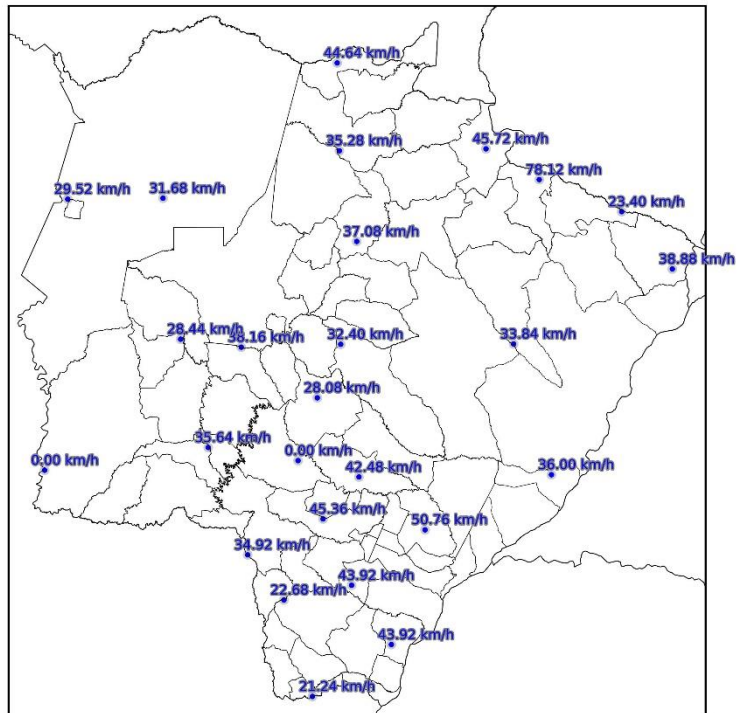 44.64 km/h
35.28 km/h
45.72 km/h
78.12 km/h
29.52 km/h
31.68 km/h
23.40 km/h
37.08 km/h
38.88 km/h
28.44 km/h
38.16 km/h
32.40 km/h
33.84 km/h
28.08 km/h
35.64 km/h
0.00 km/h
0.00 km/h
42.48 km/h
36.00 km/h
45.36 km/h
50.76 km/h
34.92 km/h
22.68 km/h
43.92 km/h
43.92 km/h
21.24 km/h